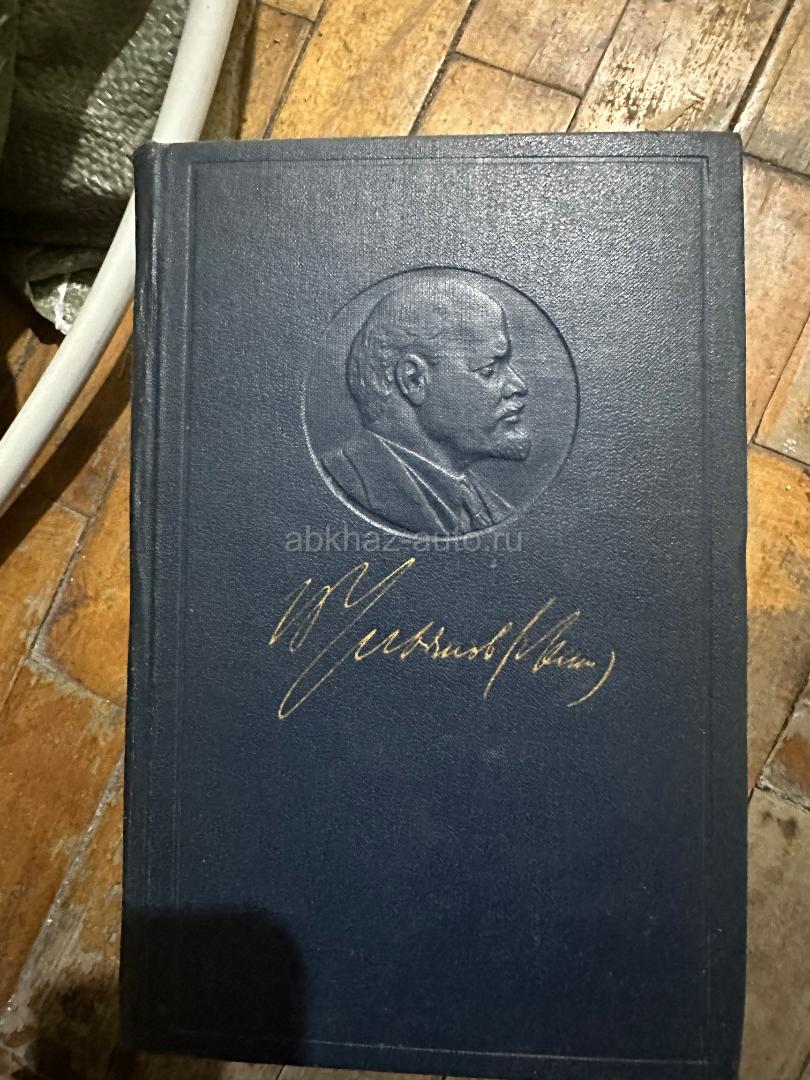 abkhaz-auto.ru
В Ульянов (Ленин)